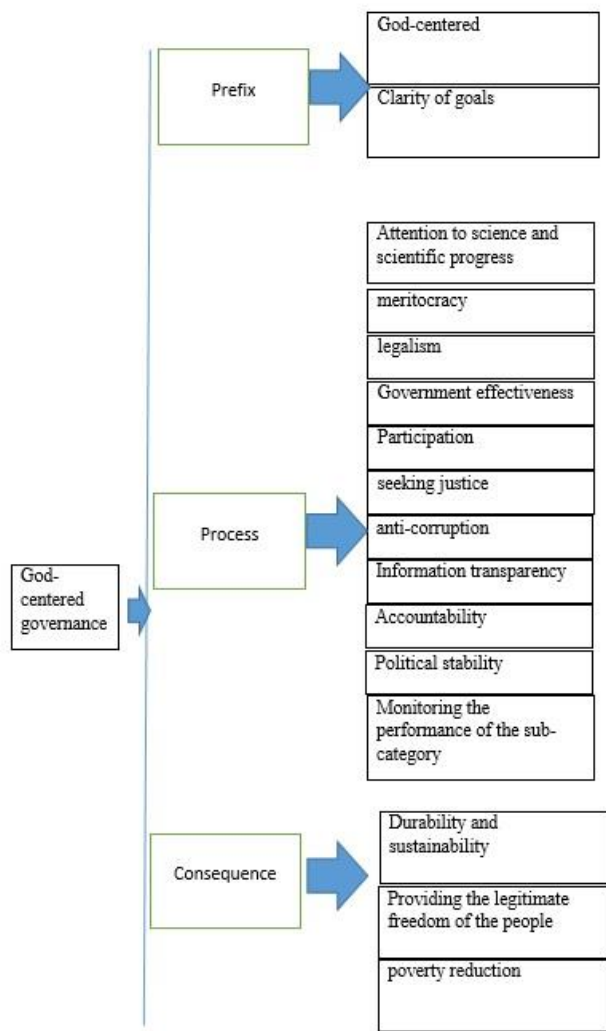 God-centered
Prefix
Clarity of goals
Attention to science and
scientific progress
meritocracy
legalism
Government effectiveness
Participation
seeking justice
Process
anti-corruption
Information transparency
God-
centered
governance
Accountability
Political stability
Monitoring the
performance of the sub-
category
Durability and
sustainability
Consequence
Providing the legitimate
freedom of the people
poverty reduction